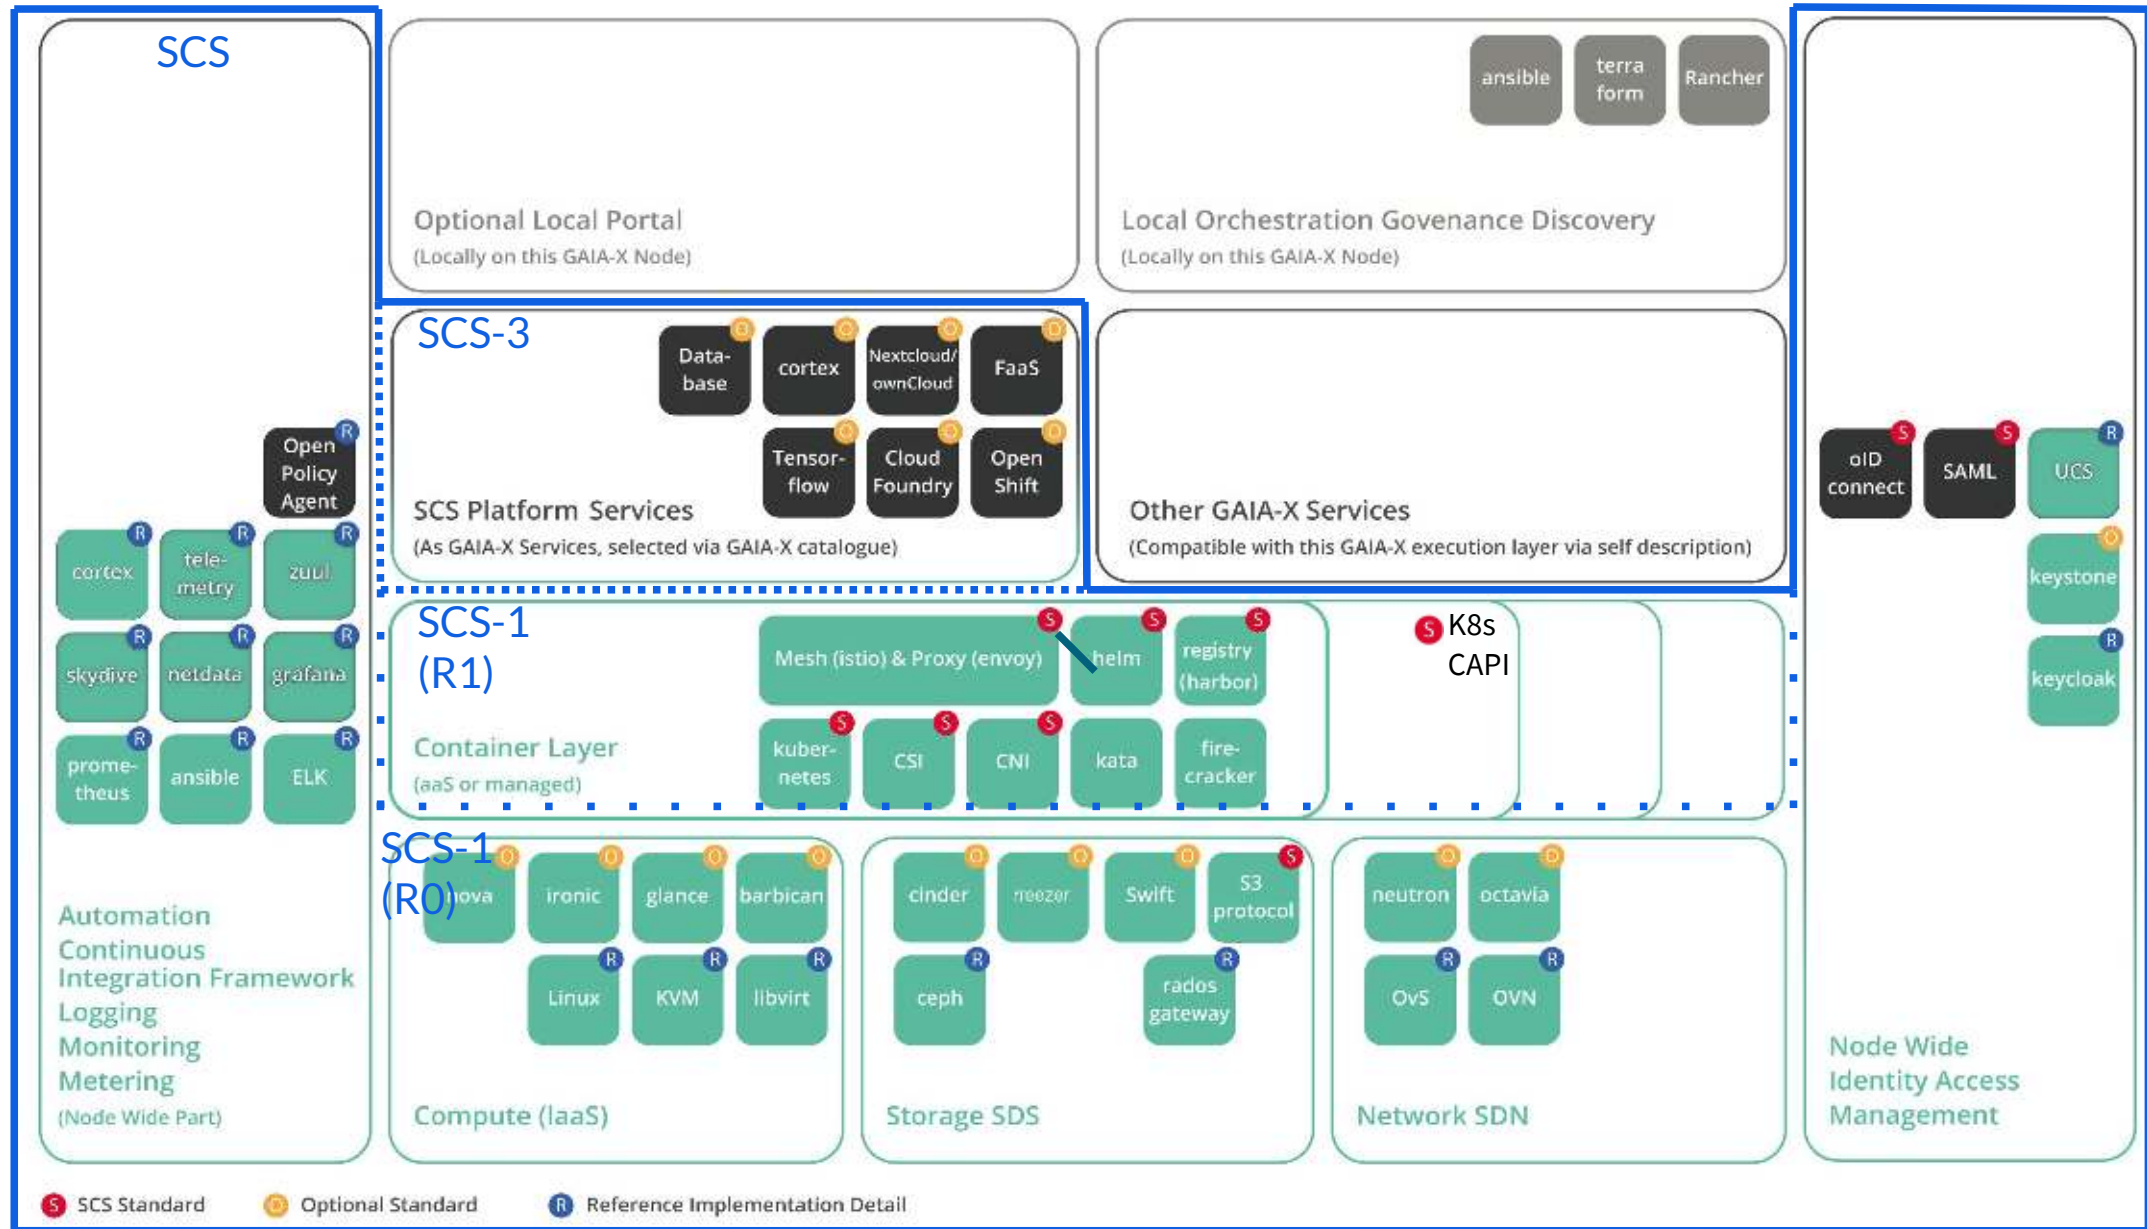 SCS
Open
Policy
Agent
R
cortex
R
tele-
metry
R
zuul
R
skydive
R
netdata
R
grafana
R
prome-
theus
R
ansible
R
ELK
R
Automation
Continuous
Integration Framework
Logging
Monitoring
Metering
(Node Wide Part)
Optional Local Portal
(Locally on this GAIA-X Node)
ansible
terra
form
Rancher
Local Orchestration Govenance Discovery
(Locally on this GAIA-X Node)
SCS-3
Data-
base
O
cortex
O
Nextcloud/
ownCloud
O
FaaS
O
Tensor-
flow
O
Cloud
Foundry
O
Open
Shift
O
SCS Platform Services
(As GAIA-X Services, selected via GAIA-X catalogue)
Other GAIA-X Services
(Compatible with this GAIA-X execution layer via self description)
SCS-1
(R1)
Mesh (istio) & Proxy (envoy)
S
helm
S
registry
(harbor)
S
S
K8s
CAPI
kuber-
netes
S
CSI
S
CNI
S
kata
fire-
cracker
Container Layer
(aaS or managed)
SCS-1
(R0)
nova
O
ironic
O
glance
O
barbican
O
Linux
R
KVM
R
libvirt
R
Compute (IaaS)
cinder
O
freezer
O
Swift
O
S3
protocol
S
ceph
R
rados
gateway
R
Storage SDS
neutron
O
octavia
O
OvS
R
OVN
R
Network SDN
oID
connect
S
SAML
S
UCS
R
keystone
O
keycloak
R
Node Wide
Identity Access
Management
S SCS Standard
O Optional Standard
R Reference Implementation Detail